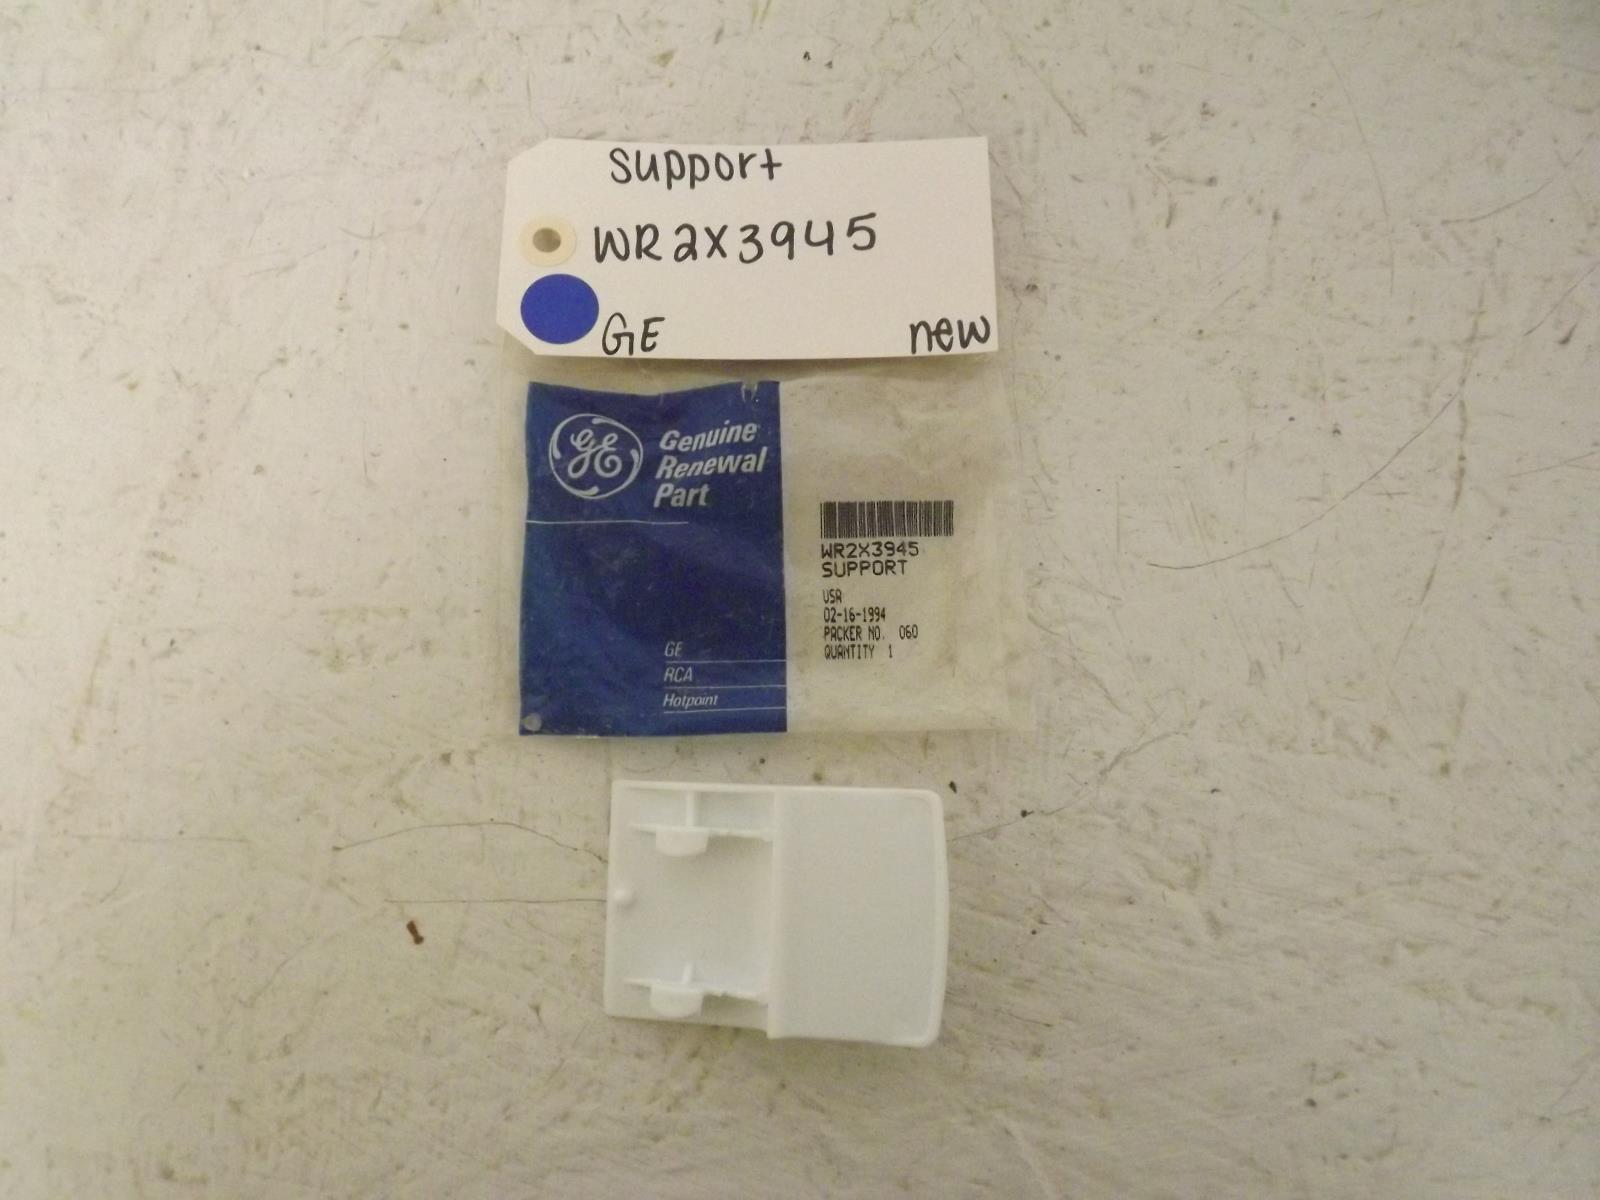 support
WR2X3945
GE new
GE Genuine
Renewal
Part
WR2X3945
SUPPORT
USA
02-16-1994
PACKER NO. 060
QUANTITY 1
GE
RCA
Hotpoint